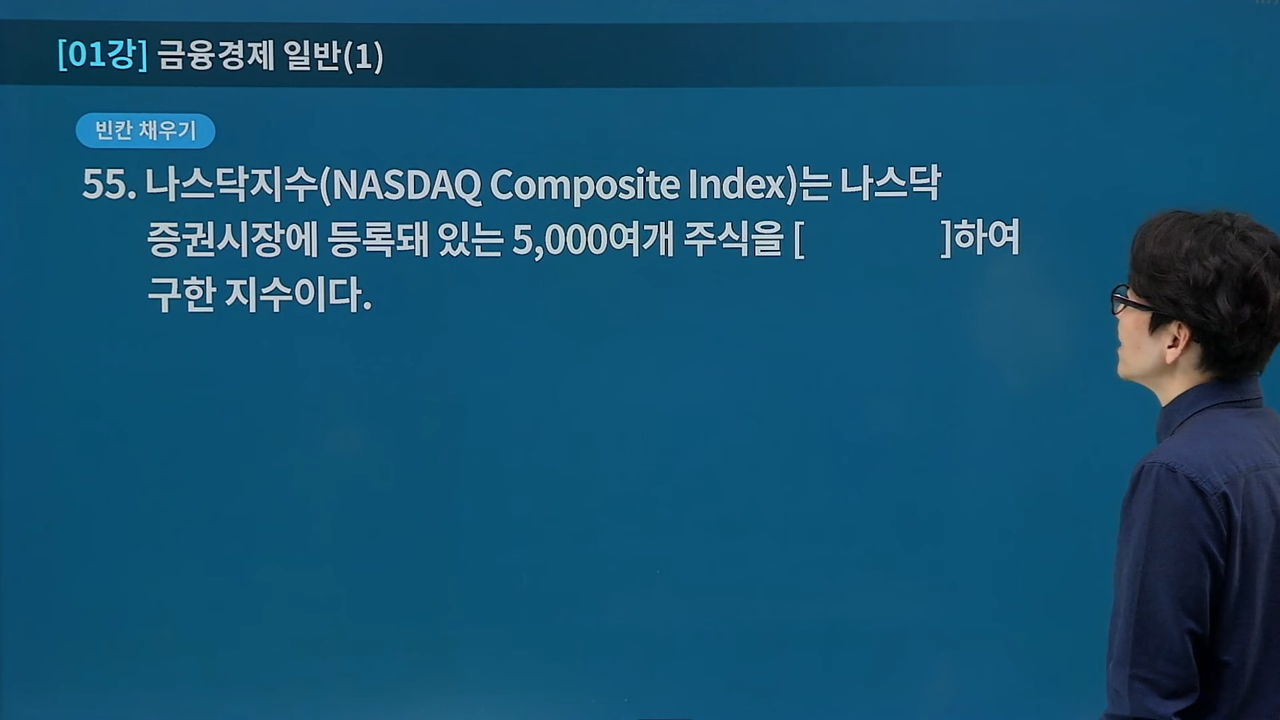 [01강] 금융경제 일반(1)
빈칸 채우기
55. 나스닥지수(NASDAQ Composite Index)는 나스닥
증권시장에 등록돼 있는 5,000여개 주식을 [ ]하여
구한 지수이다.